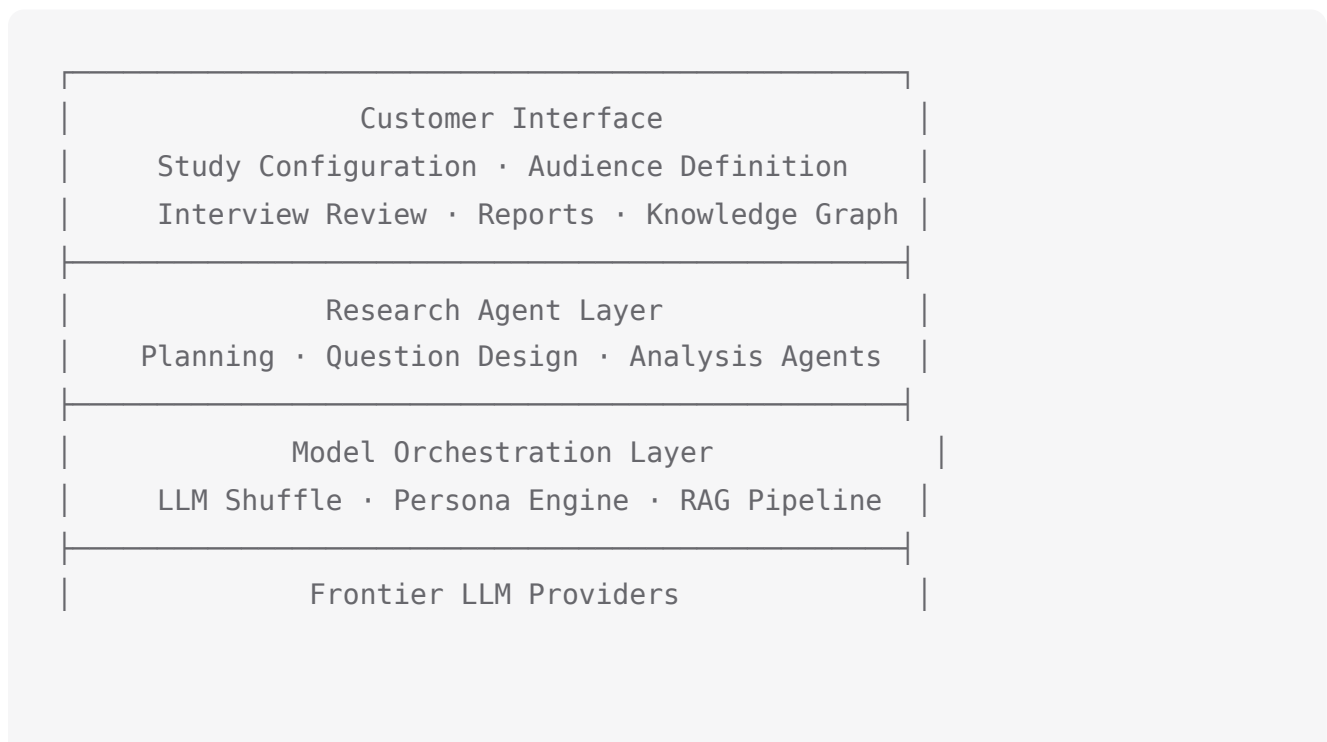 Customer Interface
Study Configuration · Audience Definition
Interview Review · Reports · Knowledge Graph
Research Agent Layer
Planning · Question Design · Analysis Agents
Model Orchestration Layer
LLM Shuffle · Persona Engine · RAG Pipeline
Frontier LLM Providers